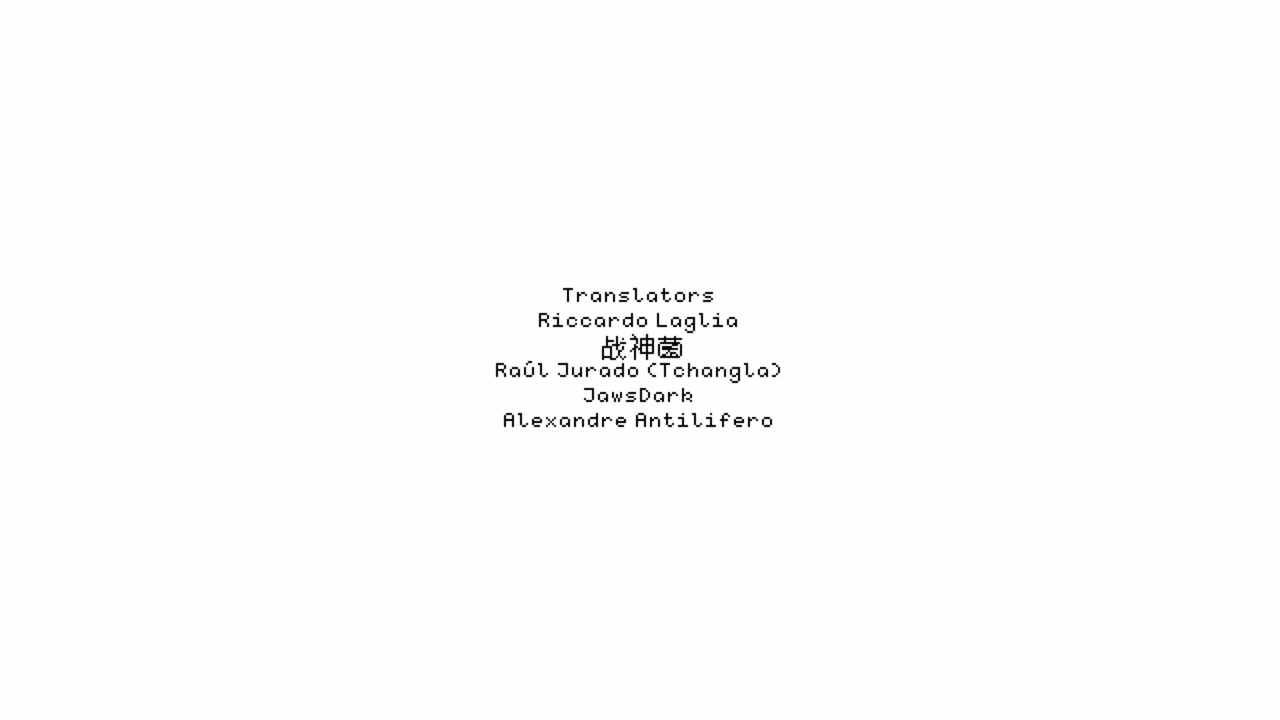 Translators
Riccardo Laglia
战神菌
Raúl Jurado (Tchangla)
JawsDark
Alexandre Antilifero